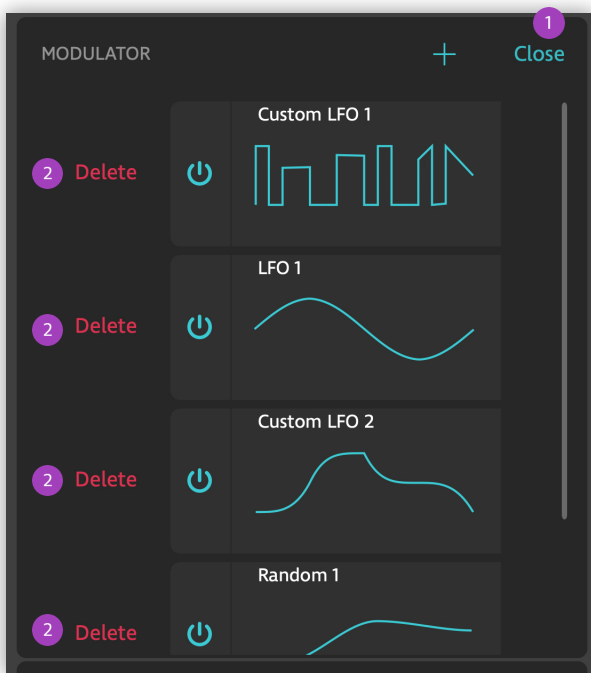 1
MODULATOR + Close
Custom LFO 1
2 Delete
LFO 1
2 Delete
Custom LFO 2
2 Delete
Random 1
2 Delete